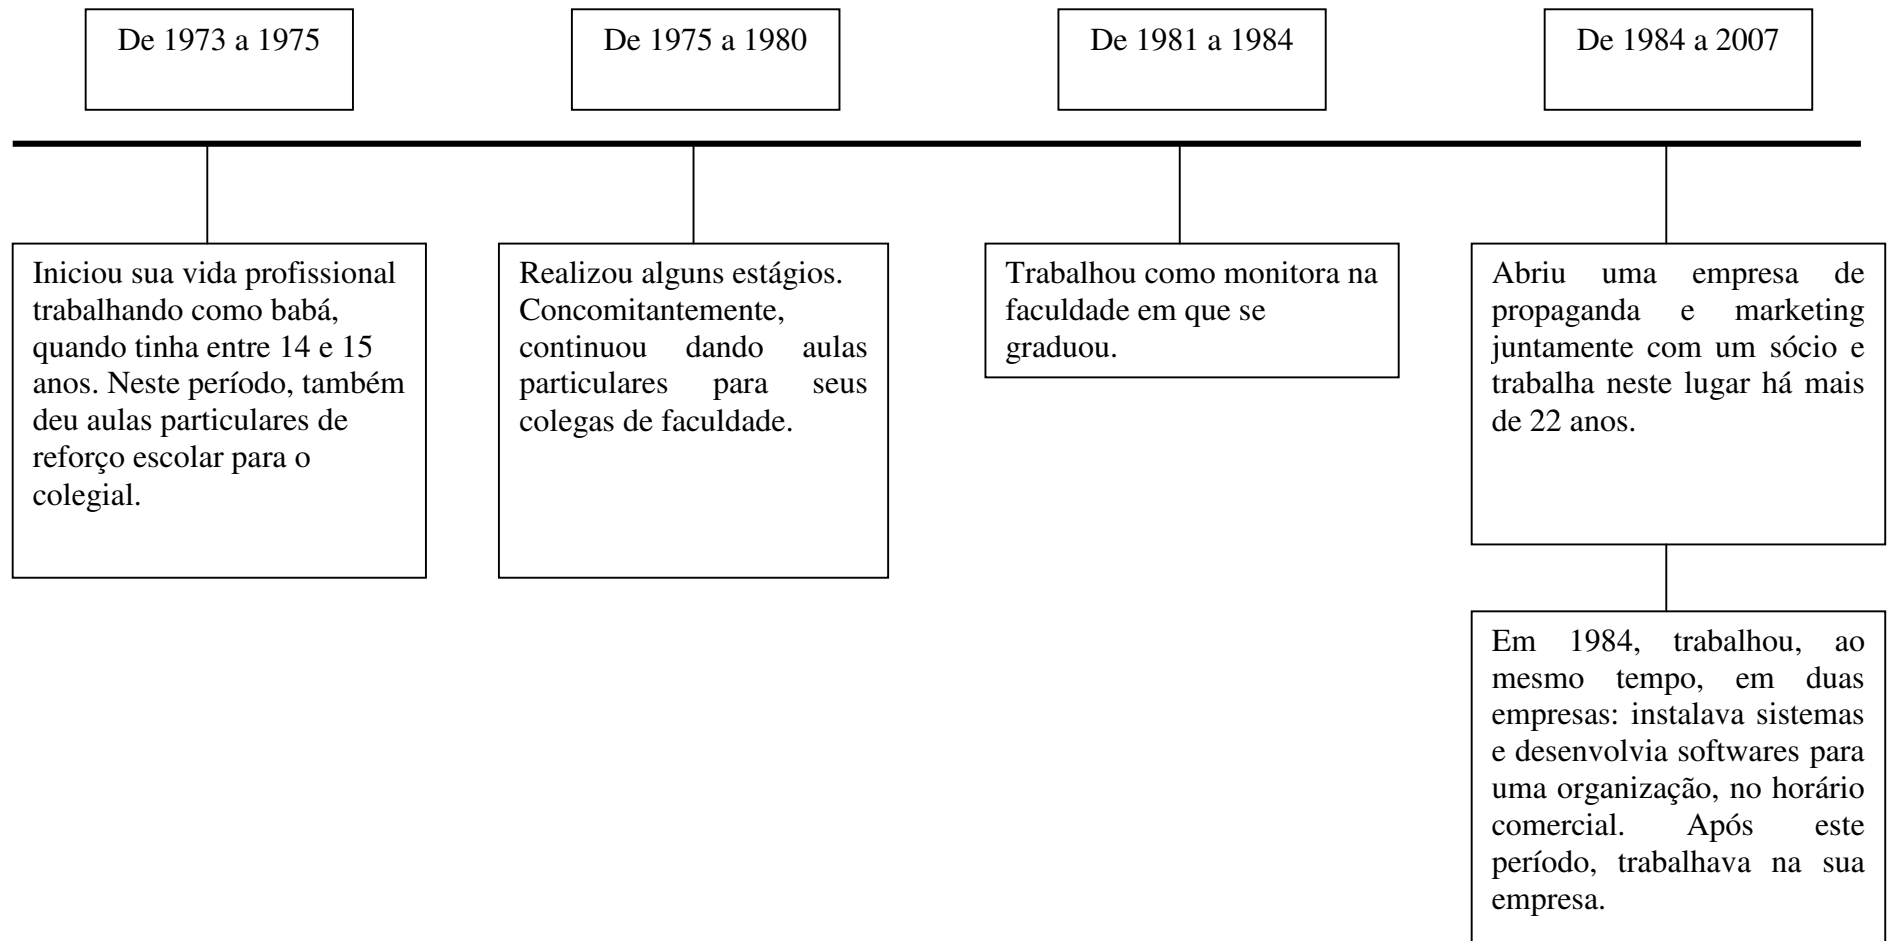 De 1973 a 1975
De 1975 a 1980
De 1981 a 1984
De 1984 a 2007
Iniciou sua vida profissional
trabalhando como babá,
quando tinha entre 14 e 15
anos. Neste período, também
deu aulas particulares de
reforço escolar para o
colegial.
Realizou alguns estágios.
Concomitantemente,
continuou dando aulas
particulares para seus
colegas de faculdade.
Trabalhou como monitora na
faculdade em que se
graduou.
Abriu uma empresa de
propaganda e marketing
juntamente com um sócio e
trabalha neste lugar há mais
de 22 anos.
Em 1984, trabalhou, ao
mesmo tempo, em duas
empresas: instalava sistemas
e desenvolvia softwares para
uma organização, no horário
comercial. Após este
período, trabalhava na sua
empresa.